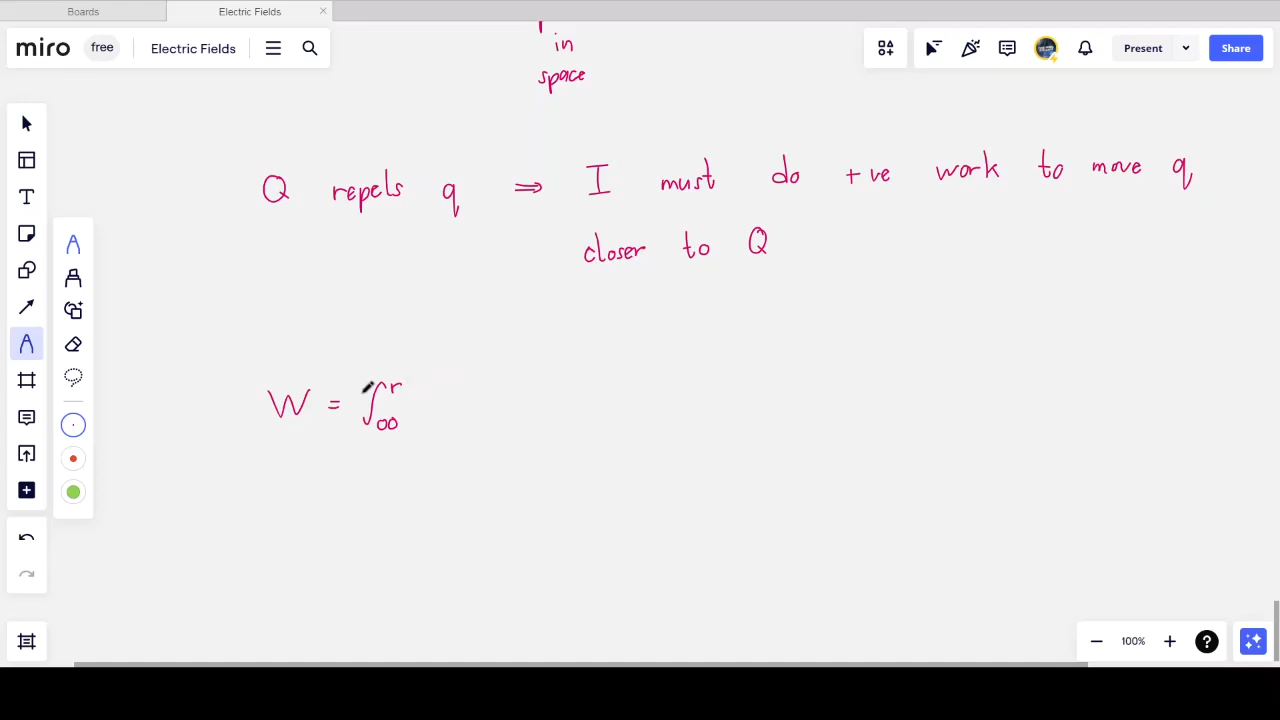 Boards
Electric Fields
miro free Electric Fields
Present
Share
in
space
Q repels q ⇒ I must do +ve work to move q
closer to Q
W = ∫ r ∞
100%
?